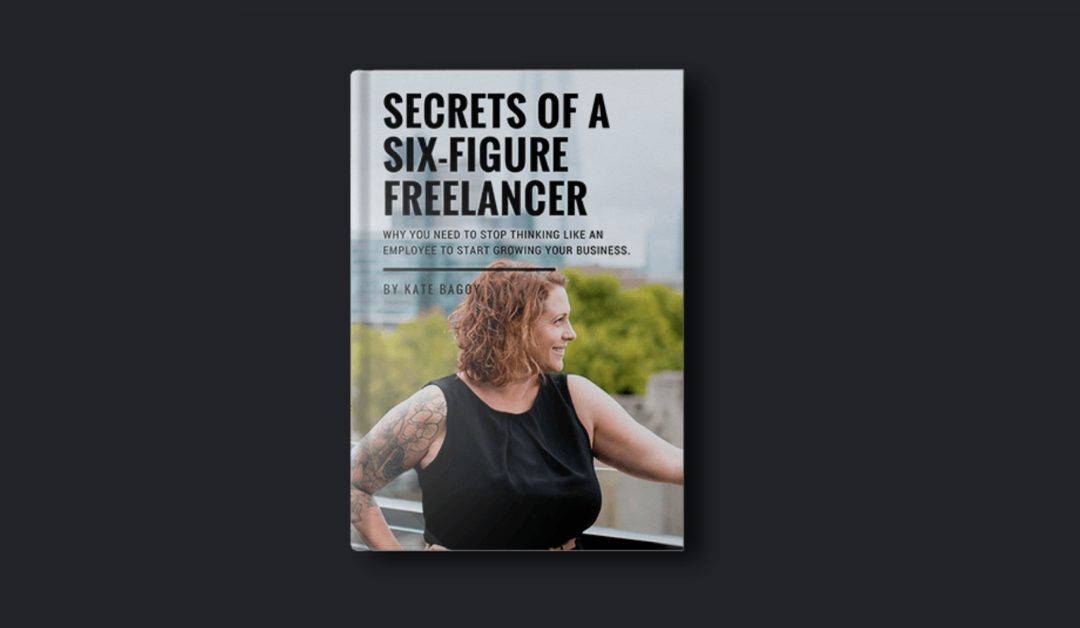 SECRETS OF A
SIX-FIGURE
FREELANCER
WHY YOU NEED TO STOP THINKING LIKE AN
EMPLOYEE TO START GROWING YOUR BUSINESS.
BY KATE BAGOY